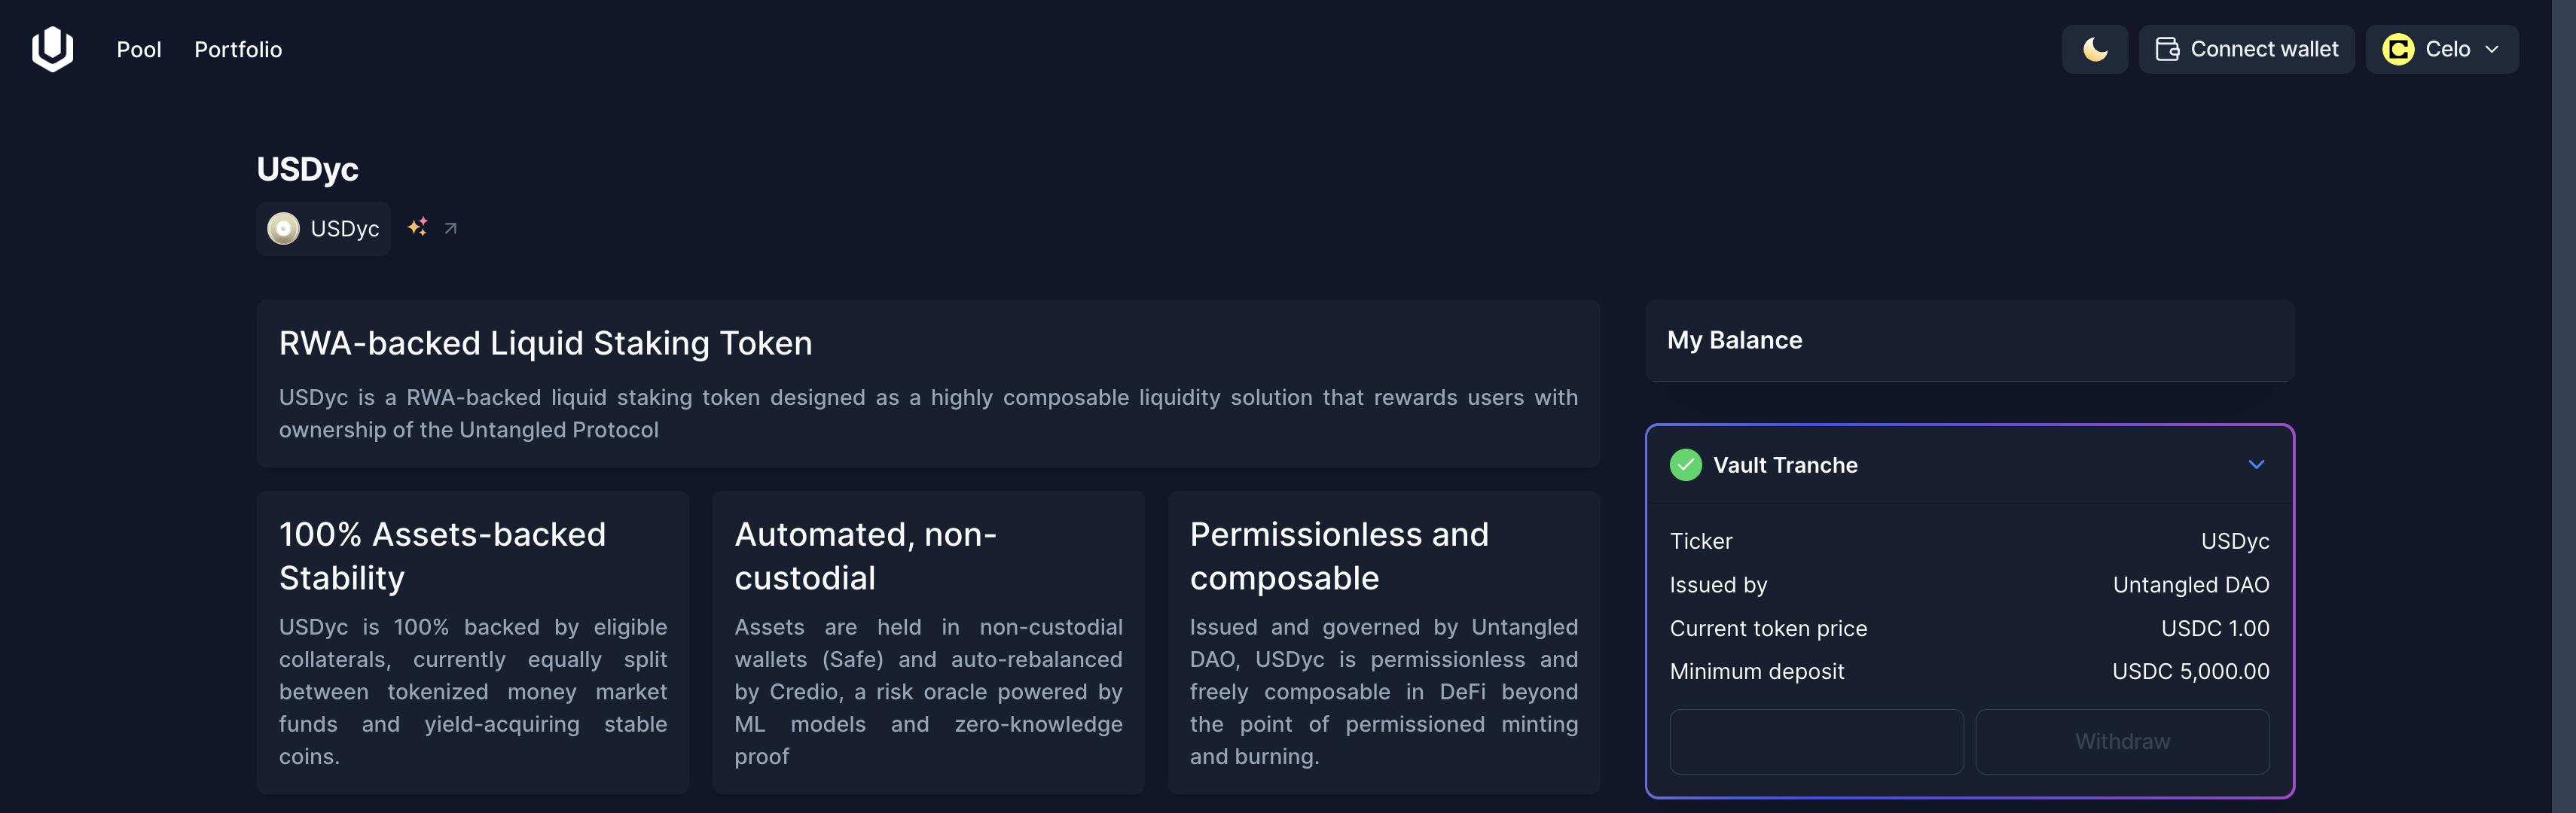 Pool
Portfolio
Connect wallet
Celo
USDyc
USDyc
RWA-backed Liquid Staking Token
USDyc is a RWA-backed liquid staking token designed as a highly composable liquidity solution that rewards users with
ownership of the Untangled Protocol
100% Assets-backed
Stability
USDyc is 100% backed by eligible
collaterals, currently equally split
between tokenized money market
funds and yield-acquiring stable
coins.
Automated, non-
custodial
Assets are held in non-custodial
wallets (Safe) and auto-rebalanced
by Credio, a risk oracle powered by
ML models and zero-knowledge
proof
Permissionless and
composable
Issued and governed by Untangled
DAO, USDyc is permissionless and
freely composable in DeFi beyond
the point of permissioned minting
and burning.
My Balance
Vault Tranche
Ticker USDyc
Issued by Untangled DAO
Current token price USDC 1.00
Minimum deposit USDC 5,000.00
Withdraw